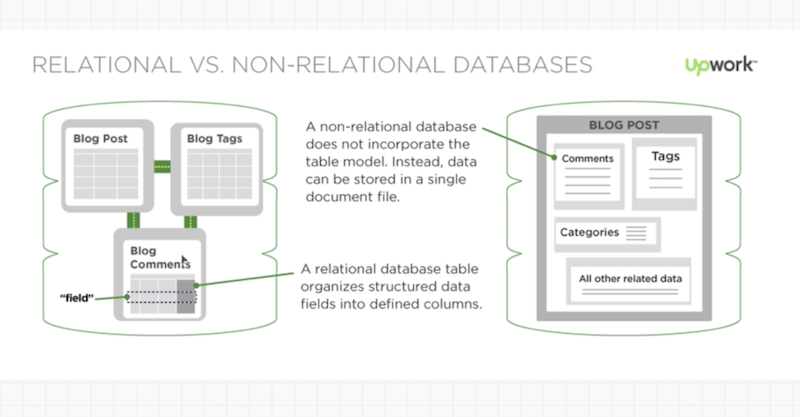 RELATIONAL VS. NON-RELATIONAL DATABASES
Upwork™
Blog Post
Blog Tags
Blog
Comments
"field"
A non-relational database
does not incorporate the
table model. Instead, data
can be stored in a single
document file.
A relational database table
organizes structured data
fields into defined columns.
BLOG POST
Comments
Tags
Categories
All other related data